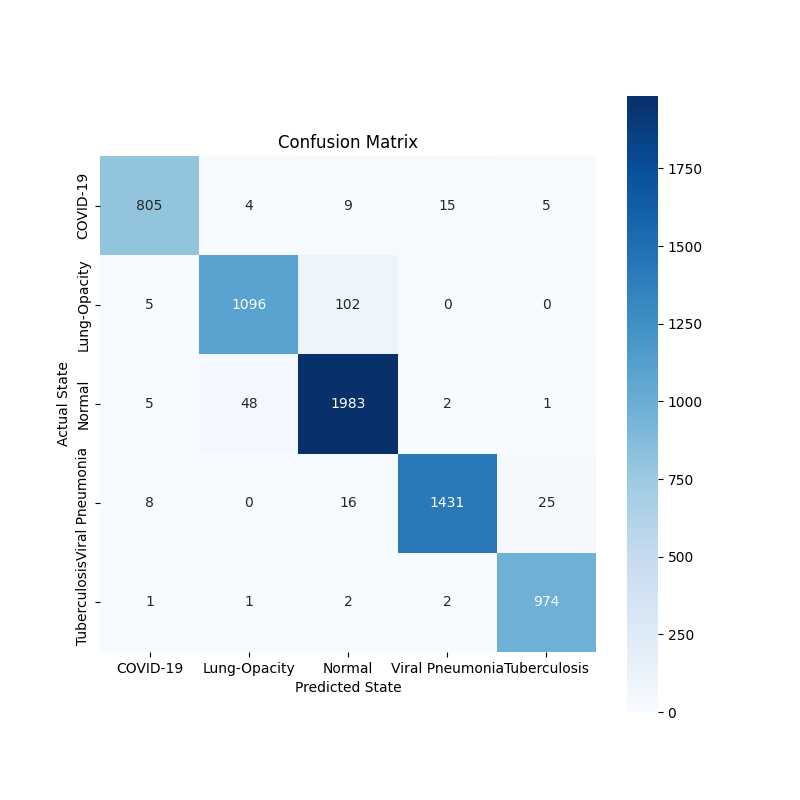 Confusion Matrix
COVID-19
805 4 9 15 5
Lung-Opacity
5 1096 102 0 0
Normal
5 48 1983 2 1
Viral Pneumonia
8 0 16 1431 25
Tuberculosis
1 1 2 2 974
Actual State
COVID-19 Lung-Opacity Normal Viral Pneumonia Tuberculosis
Predicted State
1750
1500
1250
1000
750
500
250
0